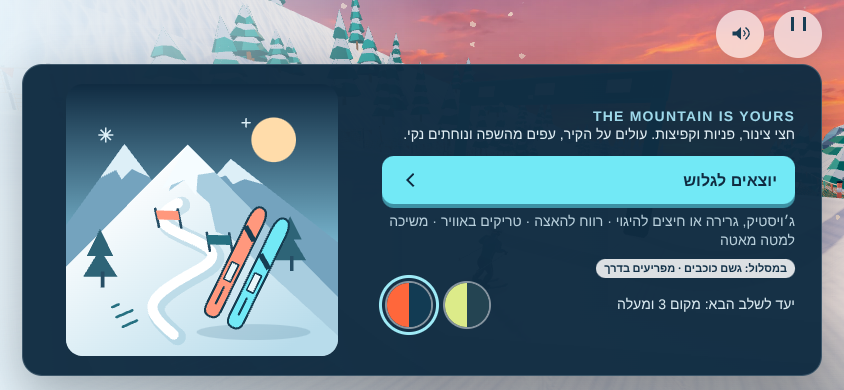 THE MOUNTAIN IS YOURS
חצי צינור, פניות וקפיצות. עולים על הקיר, עפים מהשפה ונוחתים נקי.
יוצאים לגלוש
ג׳ויסטיק, גרירה או חיצים להיגוי · רווח להאצה · טריקים באוויר · משיכה
למטה מאטה
במסלול: גשם כוכבים · מפריעים בדרך
יעד לשלב הבא: מקום 3 ומעלה